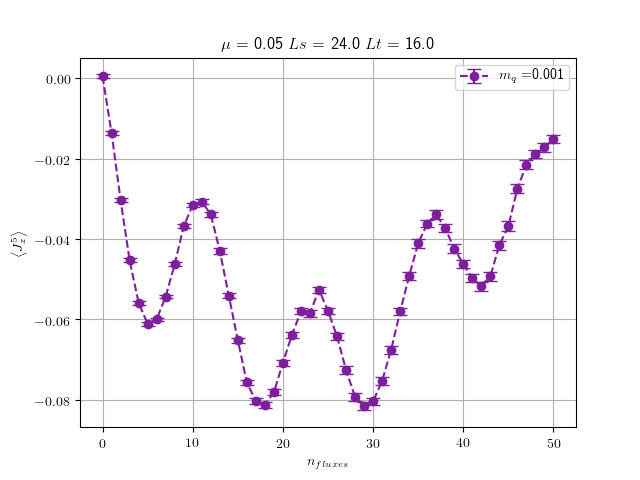 μ = 0.05 Ls = 24.0 Lt = 16.0
m_q =0.001
⟨J_z^5⟩
0.00
−0.02
−0.04
−0.06
−0.08
0 10 20 30 40 50
n_fluxes